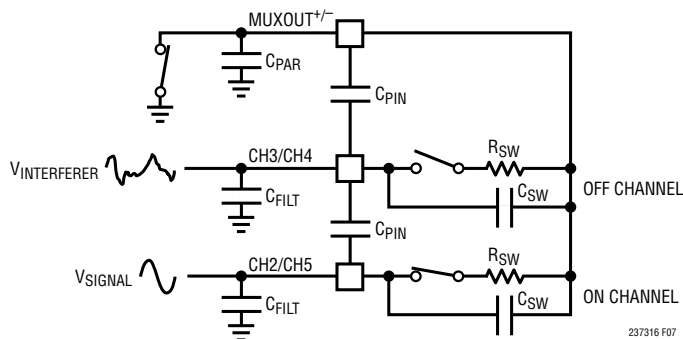 MUXOUT+/–
CPAR
CPIN
RSW
VINTERFERER
CH3/CH4
CSW
OFF CHANNEL
CFILT
CPIN
RSW
VSIGNAL
CH2/CH5
CSW
ON CHANNEL
CFILT
237316 F07